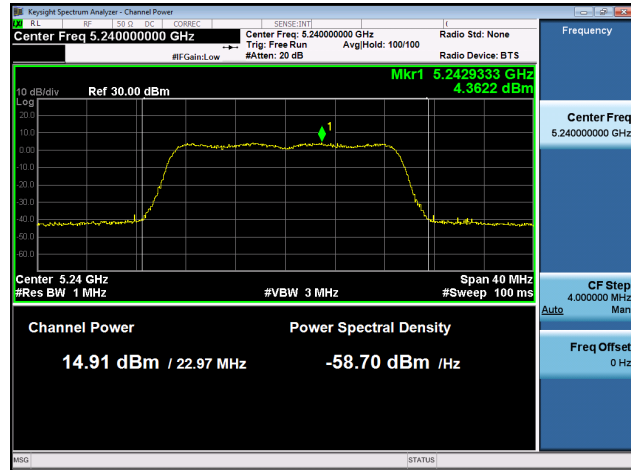 Keysight Spectrum Analyzer - Channel Power
RL RF 50 Ω DC CORREC SENSE:INT
Center Freq 5.240000000 GHz
#IFGain:Low
Center Freq: 5.240000000 GHz
Trig: Free Run Avg|Hold: 100/100
#Atten: 20 dB
Radio Std: None
Radio Device: BTS
Mkr1 5.2429333 GHz
4.3622 dBm
10 dB/div Ref 30.00 dBm
Log
20.0
10.0
0.00
-10.0
-20.0
-30.0
-40.0
-50.0
-60.0
1
Center 5.24 GHz Span 40 MHz
#Res BW 1 MHz #VBW 3 MHz #Sweep 100 ms
Channel Power Power Spectral Density
14.91 dBm / 22.97 MHz -58.70 dBm /Hz
MSG STATUS
Frequency
Center Freq
5.240000000 GHz
CF Step
4.000000 MHz
Auto Man
Freq Offset
0 Hz